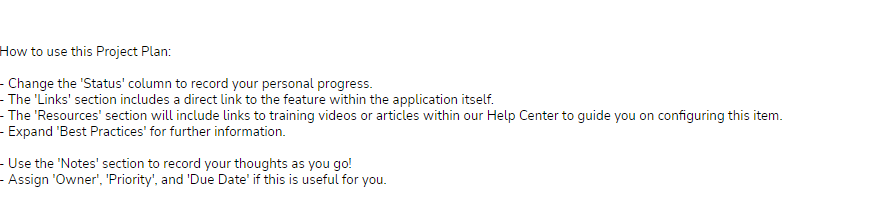 How to use this Project Plan:
- Change the 'Status' column to record your personal progress.
- The 'Links' section includes a direct link to the feature within the application itself.
- The 'Resources' section will include links to training videos or articles within our Help Center to guide you on configuring this item.
- Expand 'Best Practices' for further information.
- Use the 'Notes' section to record your thoughts as you go!
- Assign 'Owner', 'Priority', and 'Due Date' if this is useful for you.